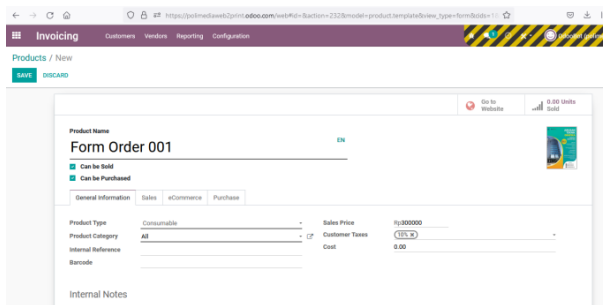 https://polimediaweb2print.odoo.com/web#id=&action=232&model=product.template&view_type=form&
Invoicing Customers Vendors Reporting Configuration
Products / New
SAVE DISCARD
Go to Website
0.00 Units Sold
Product Name
Form Order 001 EN
Can be Sold
Can be Purchased
General Information Sales eCommerce Purchase
Product Type Consumable Sales Price Rp300000
Product Category All Customer Taxes 10% ×
Internal Reference Cost 0.00
Barcode
Internal Notes